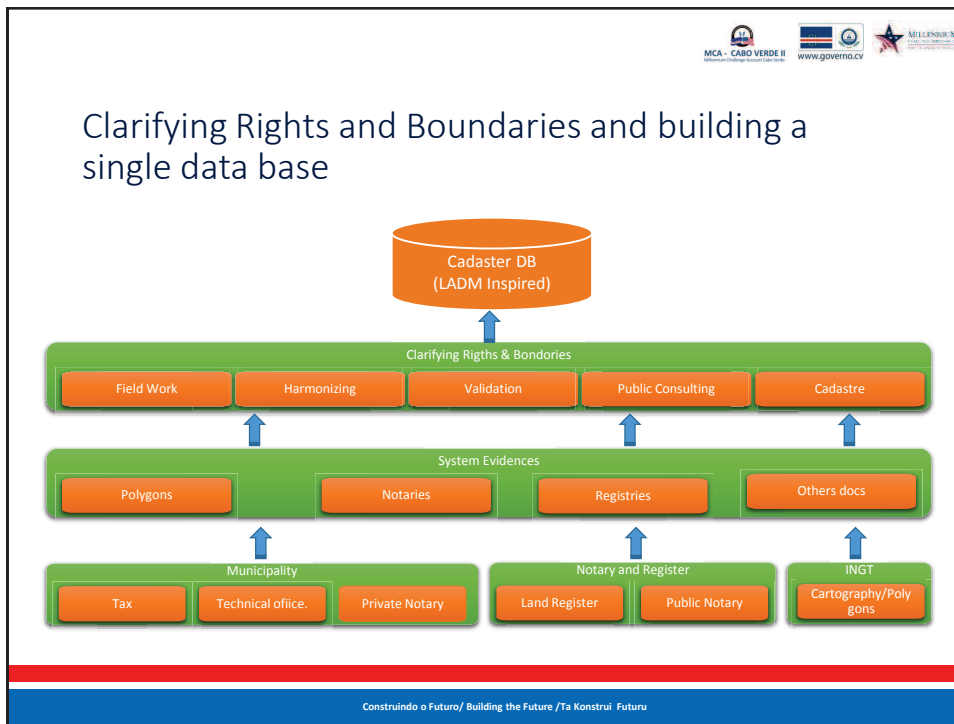 MCA - CABO VERDE II
Millennium Challenge Account Cabo Verde
www.governo.cv
MILLENNIUM
Clarifying Rights and Boundaries and building a
single data base
Cadaster DB
(LADM Inspired)
Clarifying Rigths & Bondories
Field Work
Harmonizing
Validation
Public Consulting
Cadastre
System Evidences
Polygons
Notaries
Registries
Others docs
Municipality
Tax
Technical ofiice.
Private Notary
Notary and Register
Land Register
Public Notary
INGT
Cartography/Poly
gons
Construindo o Futuro/ Building the Future /Ta Konstrui Futuru